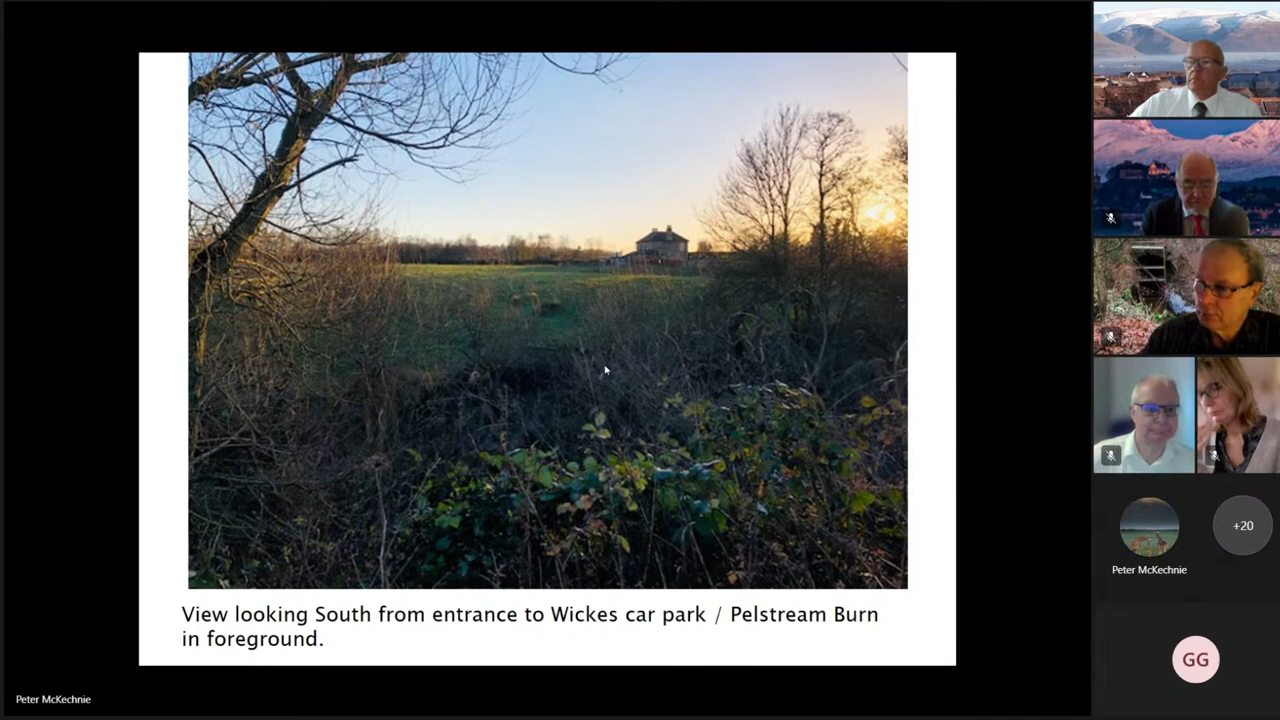 View looking South from entrance to Wickes car park / Pelstream Burn
in foreground.
Peter McKechnie
+20
Peter McKechnie
GG